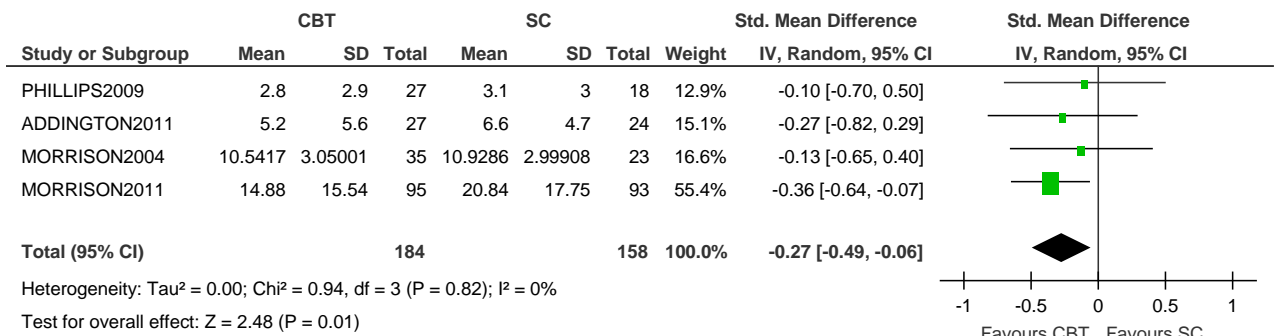 CBT SC Std. Mean Difference Std. Mean Difference
Study or Subgroup Mean SD Total Mean SD Total Weight IV, Random, 95% CI IV, Random, 95% CI
PHILLIPS2009 2.8 2.9 27 3.1 3 18 12.9% -0.10 [-0.70, 0.50]
ADDINGTON2011 5.2 5.6 27 6.6 4.7 24 15.1% -0.27 [-0.82, 0.29]
MORRISON2004 10.5417 3.05001 35 10.9286 2.99908 23 16.6% -0.13 [-0.65, 0.40]
MORRISON2011 14.88 15.54 95 20.84 17.75 93 55.4% -0.36 [-0.64, -0.07]
Total (95% CI) 184 158 100.0% -0.27 [-0.49, -0.06]
Heterogeneity: Tau² = 0.00; Chi² = 0.94, df = 3 (P = 0.82); I² = 0%
Test for overall effect: Z = 2.48 (P = 0.01)
-1 -0.5 0 0.5 1
Favours CBT Favours SC